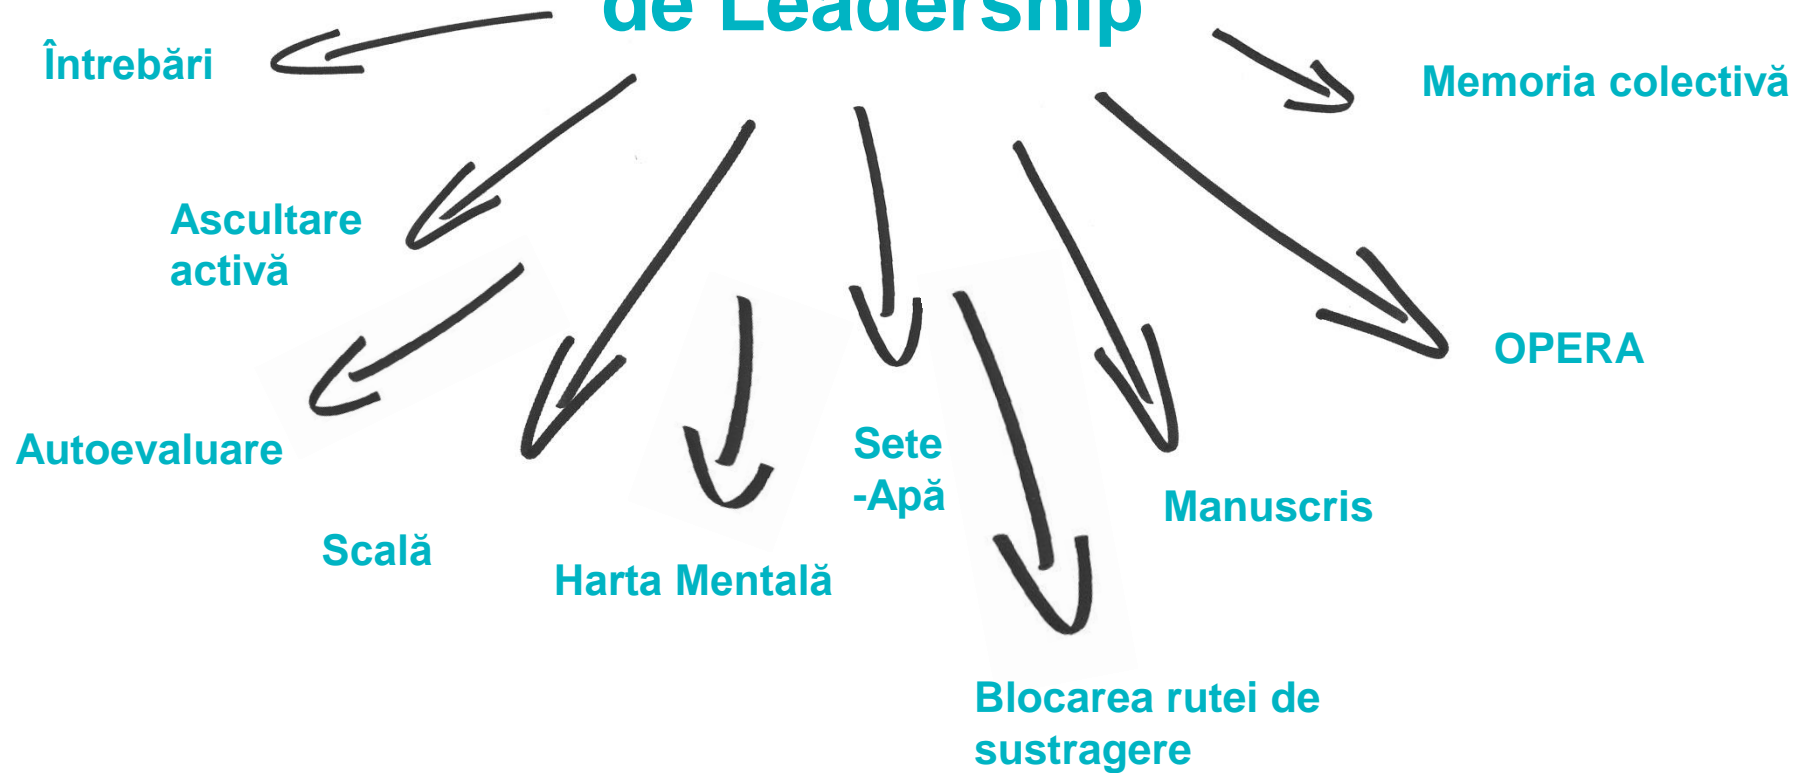 de Leadership
Întrebări
Memoria colectivă
Ascultare
activă
OPERA
Autoevaluare
Sete
-Apă
Manuscris
Scală
Harta Mentală
Blocarea rutei de
sustragere